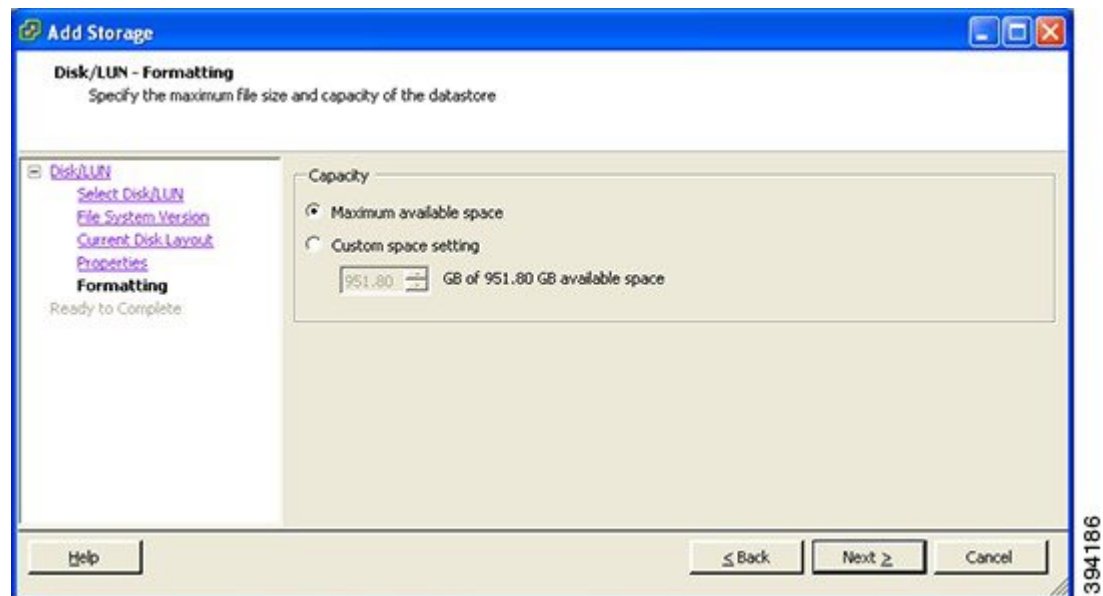 Add Storage
Disk/LUN - Formatting
Specify the maximum file size and capacity of the datastore
Disk/LUN
Select Disk/LUN
File System Version
Current Disk Layout
Properties
Formatting
Ready to Complete
Capacity
Maximum available space
Custom space setting
951.80 GB of 951.80 GB available space
Help
≤ Back
Next ≥
Cancel
394186